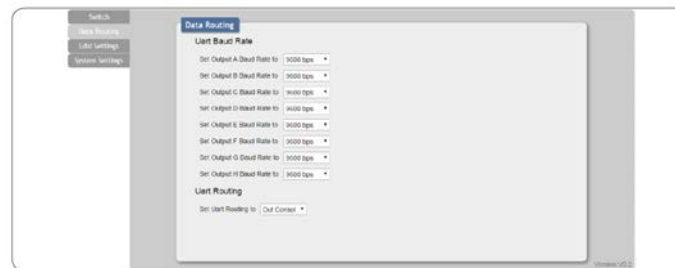 Switch
Data Routing
Edid Settings
System Settings
Data Routing
Uart Baud Rate
Set Output A Baud Rate to 9600 bps
Set Output B Baud Rate to 9600 bps
Set Output C Baud Rate to 9600 bps
Set Output D Baud Rate to 9600 bps
Set Output E Baud Rate to 9600 bps
Set Output F Baud Rate to 9600 bps
Set Output G Baud Rate to 9600 bps
Set Output H Baud Rate to 9600 bps
Uart Routing
Set Uart Routing to
Version